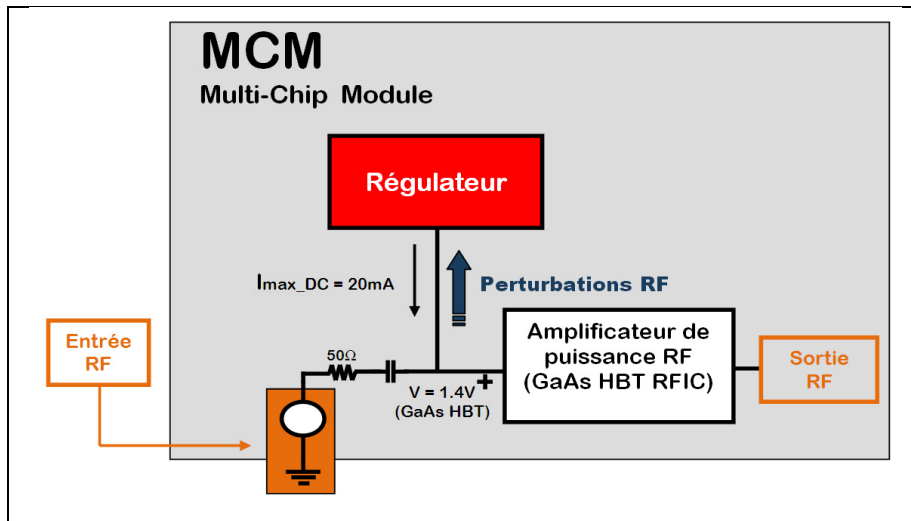 MCM
Multi-Chip Module
Régulateur
Imax_DC = 20mA
Perturbations RF
Entrée
RF
50Ω
V = 1.4V
(GaAs HBT)
+
Amplificateur de
puissance RF
(GaAs HBT RFIC)
Sortie
RF